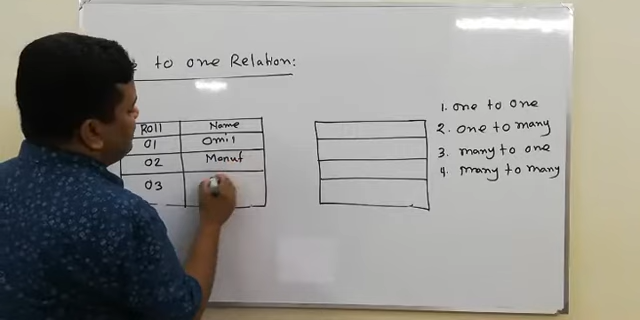 to one Relation:
Roll Name
01 Omit
02 Manuf
03
1. one to one
2. one to many
3. many to one
4. many to many